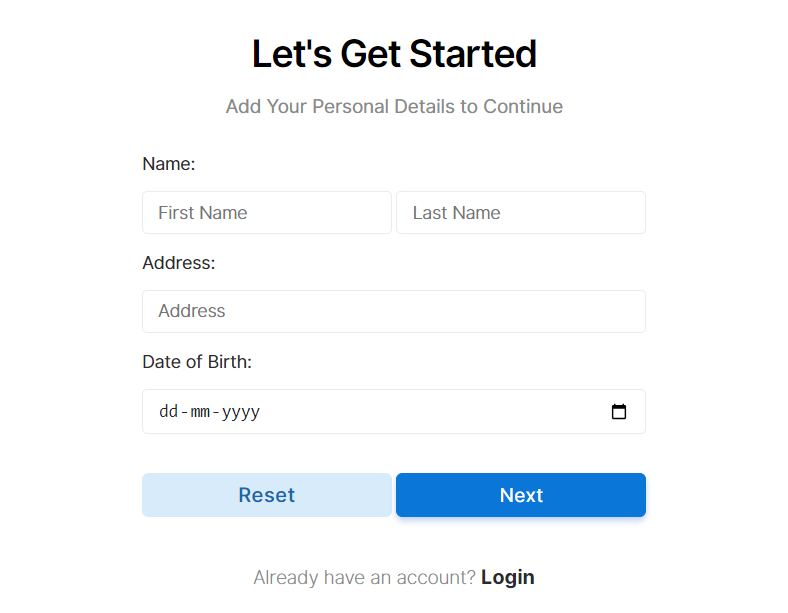 Let's Get Started
Add Your Personal Details to Continue
Name:
First Name Last Name
Address:
Address
Date of Birth:
dd-mm-yyyy
Reset Next
Already have an account? Login